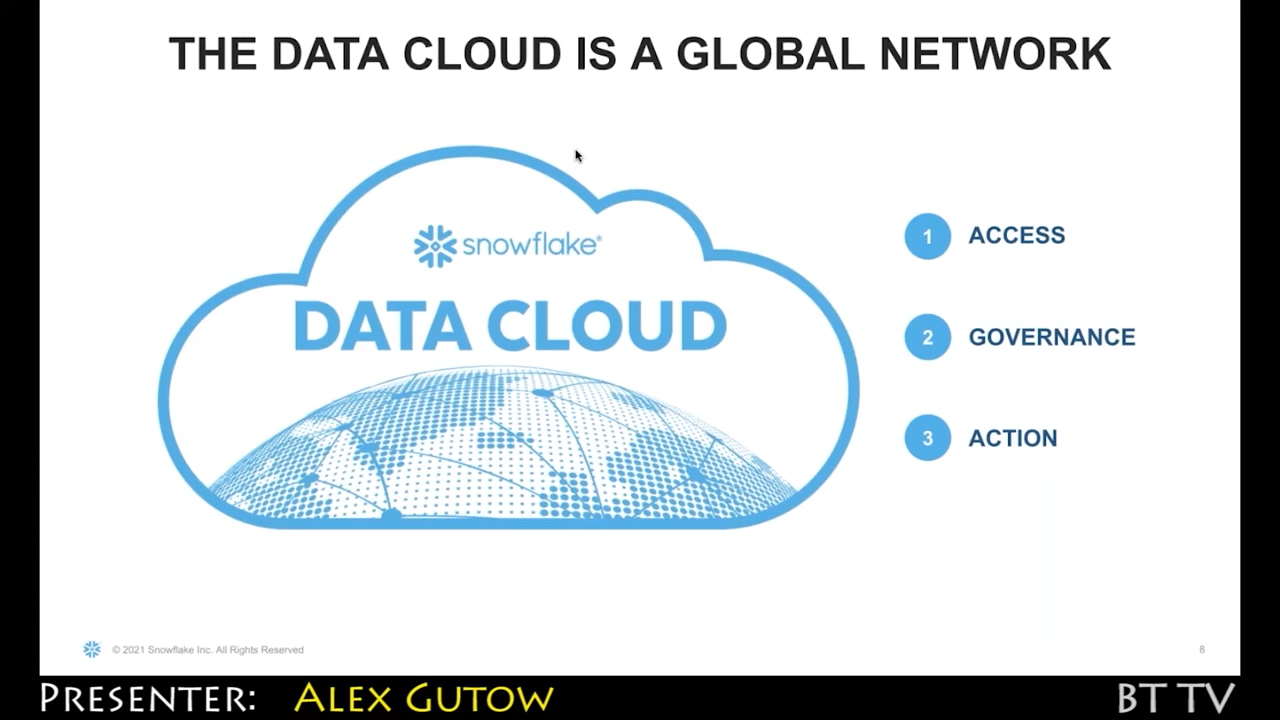 THE DATA CLOUD IS A GLOBAL NETWORK
snowflake®
DATA CLOUD
1 ACCESS
2 GOVERNANCE
3 ACTION
© 2021 Snowflake Inc. All Rights Reserved
8
PRESENTER: ALEX GUTOW
BT TV